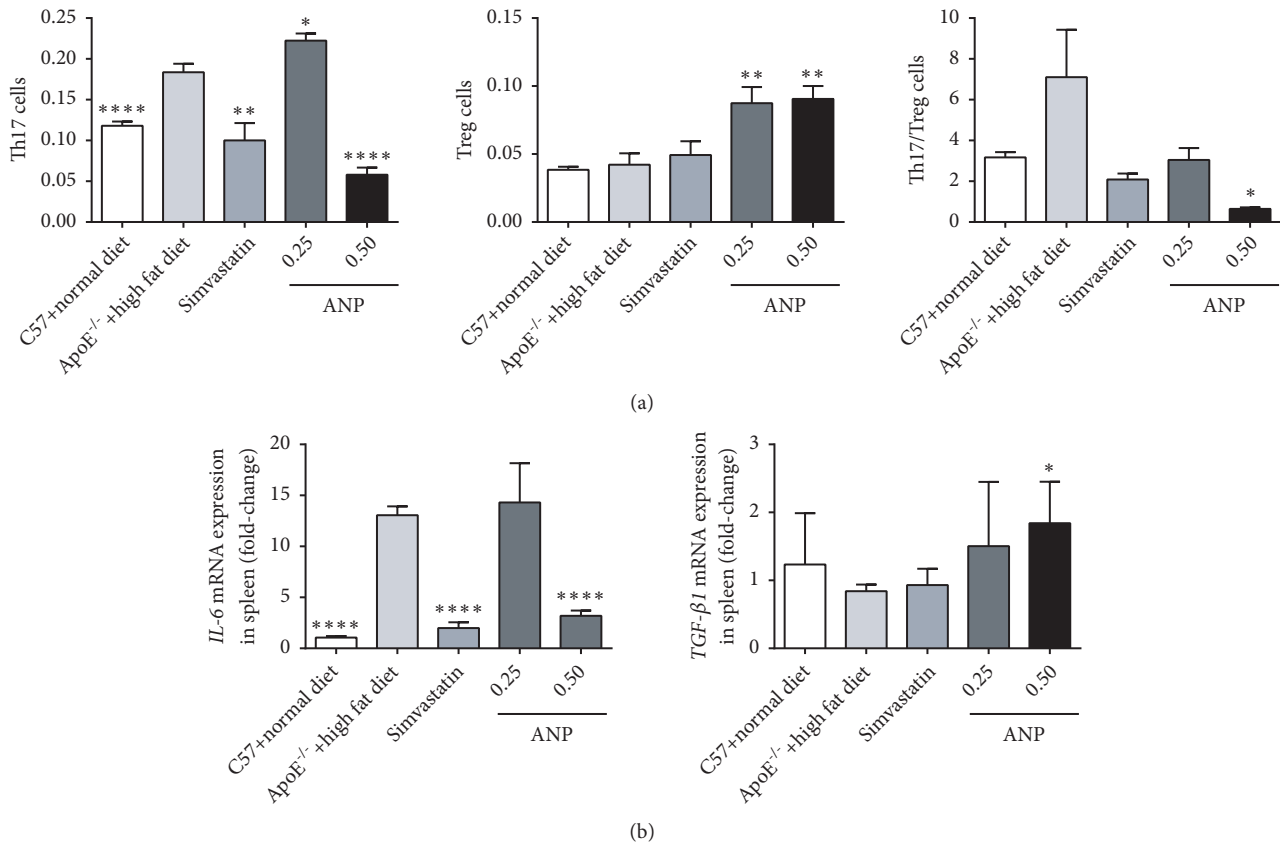 Th17 cells
0.25
0.20
0.15
0.10
0.05
0.00
****
**
*
****
C57+normal diet
ApoE-/- +high fat diet
Simvastatin
0.25
0.50
ANP
Treg cells
0.15
0.10
0.05
0.00
**
**
C57+normal diet
ApoE-/- +high fat diet
Simvastatin
0.25
0.50
ANP
Th17/Treg cells
10
8
6
4
2
0
*
C57+normal diet
ApoE-/- +high fat diet
Simvastatin
0.25
0.50
ANP
(a)
IL-6 mRNA expression
in spleen (fold-change)
20
15
10
5
0
****
****
****
C57+normal diet
ApoE-/- +high fat diet
Simvastatin
0.25
0.50
ANP
TGF-β1 mRNA expression
in spleen (fold-change)
3
2
1
0
*
C57+normal diet
ApoE-/- +high fat diet
Simvastatin
0.25
0.50
ANP
(b)